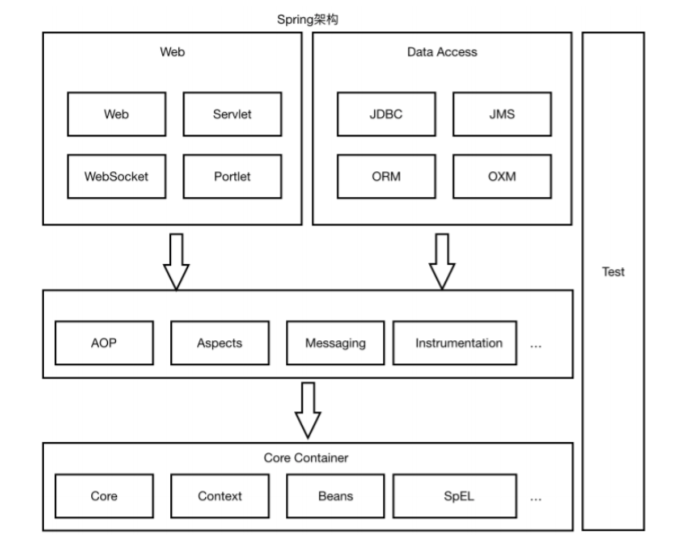 Spring架构
Web
Data Access
Web
Servlet
JDBC
JMS
WebSocket
Portlet
ORM
OXM
Test
AOP
Aspects
Messaging
Instrumentation
...
Core Container
Core
Context
Beans
SpEL
...